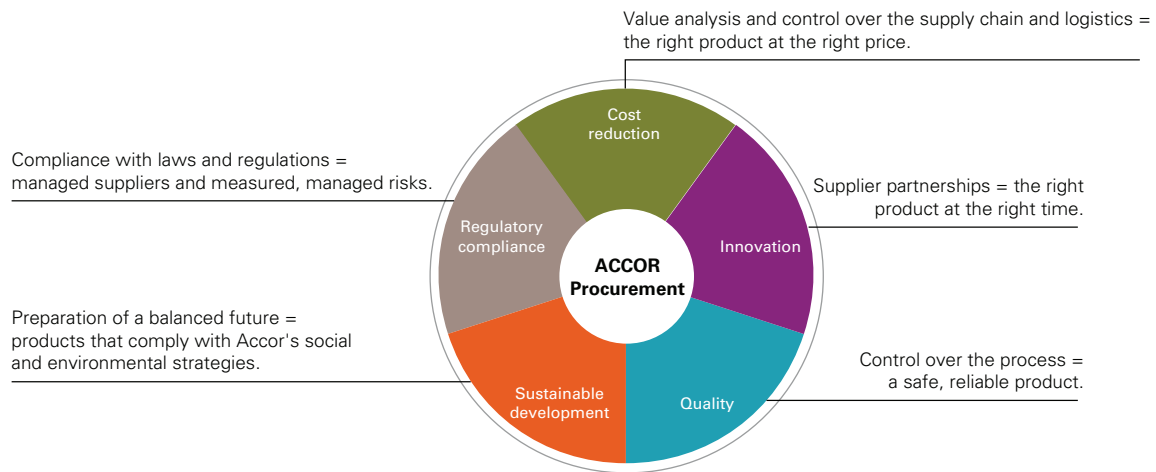 Value analysis and control over the supply chain and logistics =
the right product at the right price.
Cost
reduction
Compliance with laws and regulations =
managed suppliers and measured, managed risks.
Supplier partnerships = the right
product at the right time.
Regulatory
compliance
Innovation
ACCOR
Procurement
Preparation of a balanced future =
products that comply with Accor's social
and environmental strategies.
Control over the process =
a safe, reliable product.
Sustainable
development
Quality